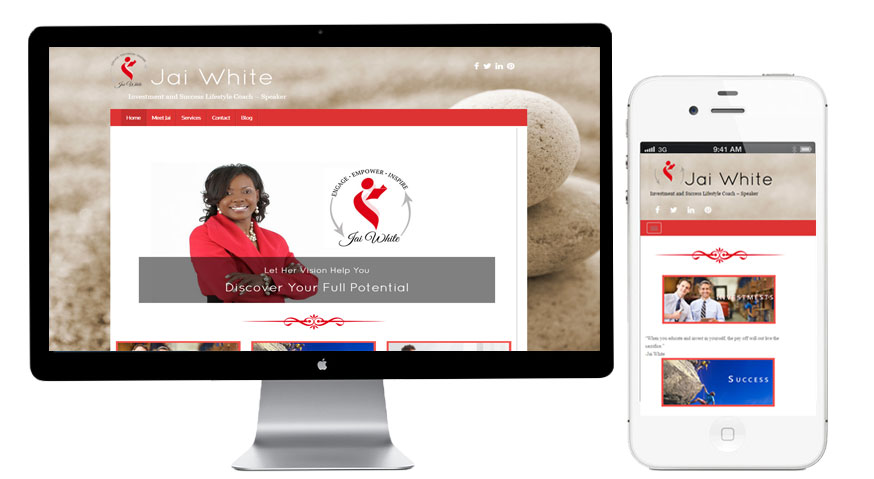 Jai White
Investment and Success Lifestyle Coach ~ Speaker
Home Meet Jai Services Contact Blog
ENGAGE • EMPOWER • INSPIRE
Jai White
Let Her Vision Help You
Discover Your Full Potential
3G 9:41 AM
Jai White
Investment and Success Lifestyle Coach ~ Speaker
INVESTMESTS
"When you educate and invest in yourself, the pay off will out live the
sacrifice."
Jai White
SUCCESS